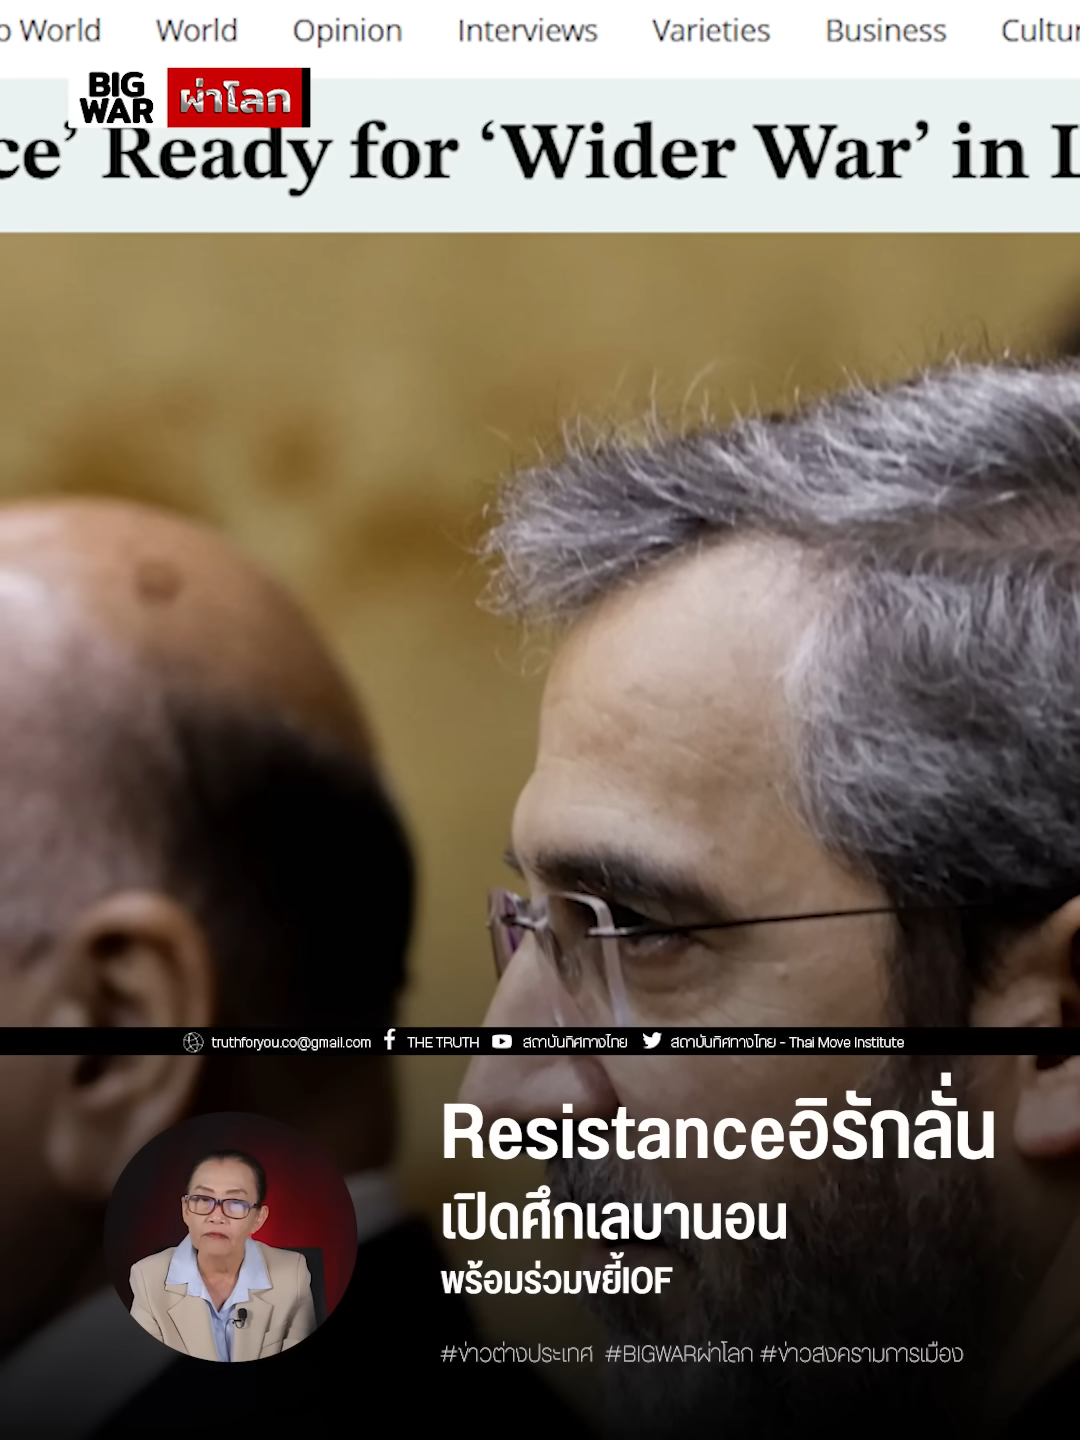 World World Opinion Interviews Varieties Business
BIG
WAR ผ่าโลก
Ready for ‘Wider War’ in
truthforyou.co@gmail.com THE TRUTH สถาบันทิศทางไทย สถาบันทิศทางไทย - Thai Move Institute
Resistanceอิรักลั่น
เปิดศึกเลบานอน
พร้อมร่วมขยี้IOF
#ข่าวต่างประเทศ #BIGWARผ่าโลก #ข่าวสงครามการเมือง